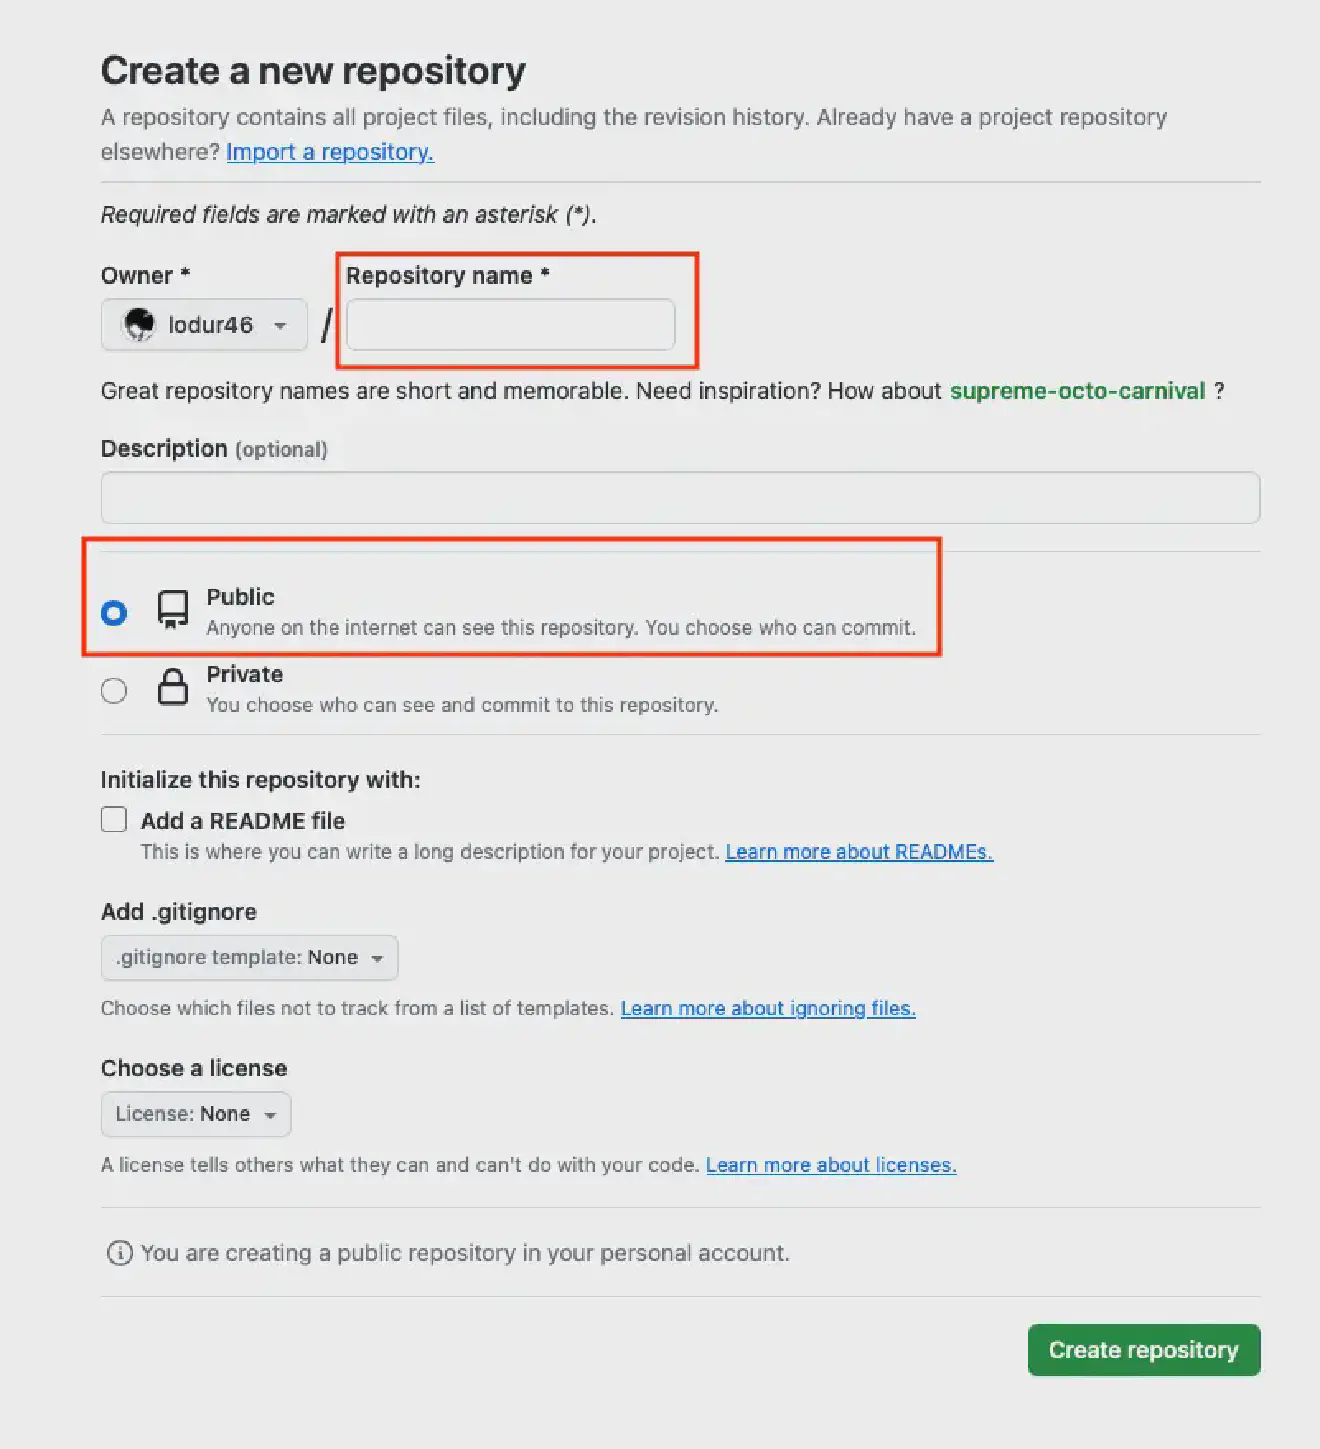 Create a new repository
A repository contains all project files, including the revision history. Already have a project repository
elsewhere? Import a repository.
Required fields are marked with an asterisk (*).
Owner *
Repository name *
lodur46
/
Great repository names are short and memorable. Need inspiration? How about supreme-octo-carnival ?
Description (optional)
Public
Anyone on the internet can see this repository. You choose who can commit.
Private
You choose who can see and commit to this repository.
Initialize this repository with:
Add a README file
This is where you can write a long description for your project. Learn more about READMEs.
Add .gitignore
.gitignore template: None
Choose which files not to track from a list of templates. Learn more about ignoring files.
Choose a license
License: None
A license tells others what they can and can't do with your code. Learn more about licenses.
You are creating a public repository in your personal account.
Create repository